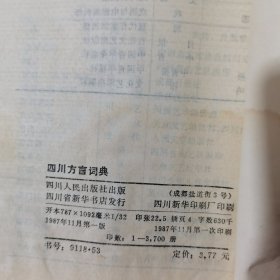 四川方言词典
四川人民出版社出版 (成都盐道街3号)
四川省新华书店发行 四川新华印刷厂印刷
开本787×1092毫米1/32 印张22.5 插页4 字数630千
1987年11月第一版 1987年11月第一次印刷
印数:1—3,700册
书号:9118·53 定价:3.77元